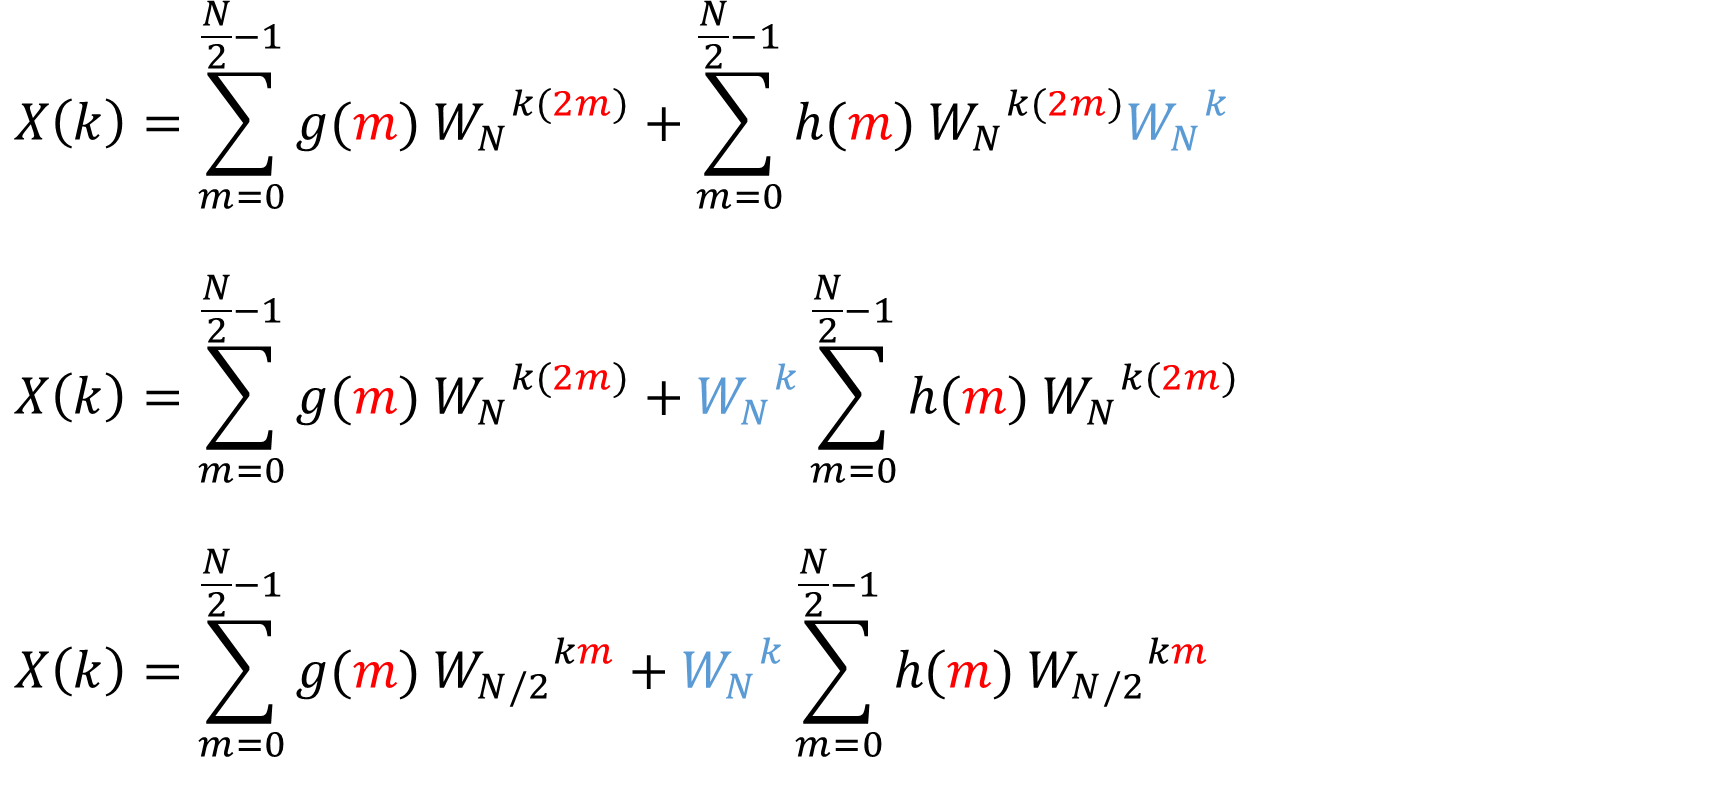 X(k) = \sum_{m=0}^{\frac{N}{2}-1} g(m) W_N^{k(2m)} + \sum_{m=0}^{\frac{N}{2}-1} h(m) W_N^{k(2m)} W_N^k
X(k) = \sum_{m=0}^{\frac{N}{2}-1} g(m) W_N^{k(2m)} + W_N^k \sum_{m=0}^{\frac{N}{2}-1} h(m) W_N^{k(2m)}
X(k) = \sum_{m=0}^{\frac{N}{2}-1} g(m) W_{N/2}^{km} + W_N^k \sum_{m=0}^{\frac{N}{2}-1} h(m) W_{N/2}^{km}